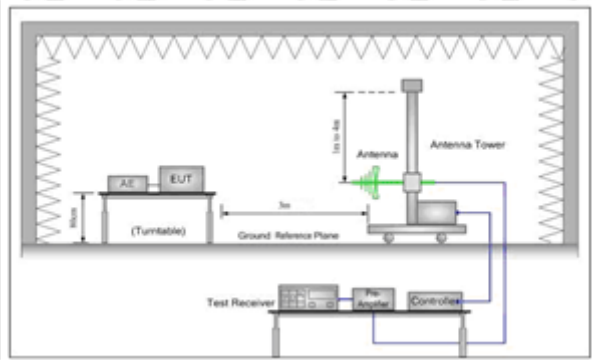 1m to 4m
Antenna
Antenna Tower
AE
EUT
80cm
3m
(Turntable)
Ground Reference Plane
Test Receiver
Pre-
Amplifier
Controller